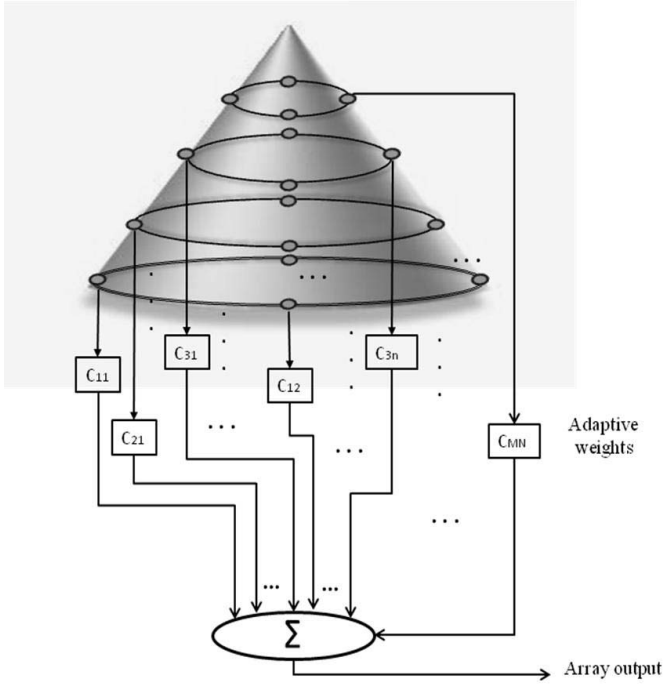 C31
C3n
C11
C12
C21
CMN
Adaptive
weights
Σ
Array output